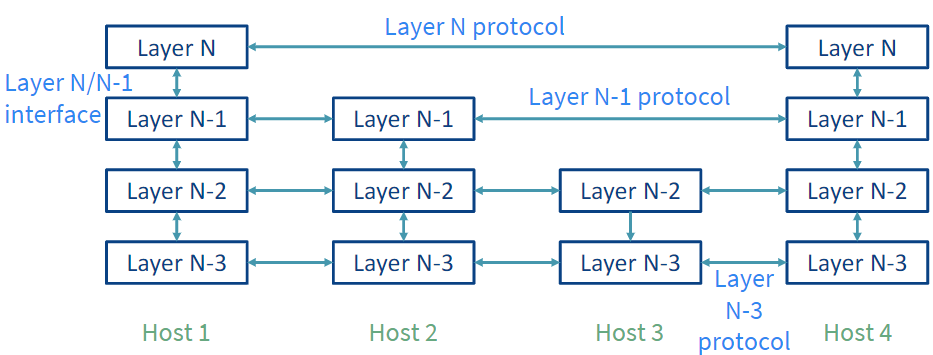 Layer N protocol
Layer N
Layer N
Layer N/N-1
interface
Layer N-1 protocol
Layer N-1
Layer N-1
Layer N-1
Layer N-2
Layer N-2
Layer N-2
Layer N-2
Layer N-3
Layer N-3
Layer N-3
Layer N-3
Layer
N-3
protocol
Host 1
Host 2
Host 3
Host 4